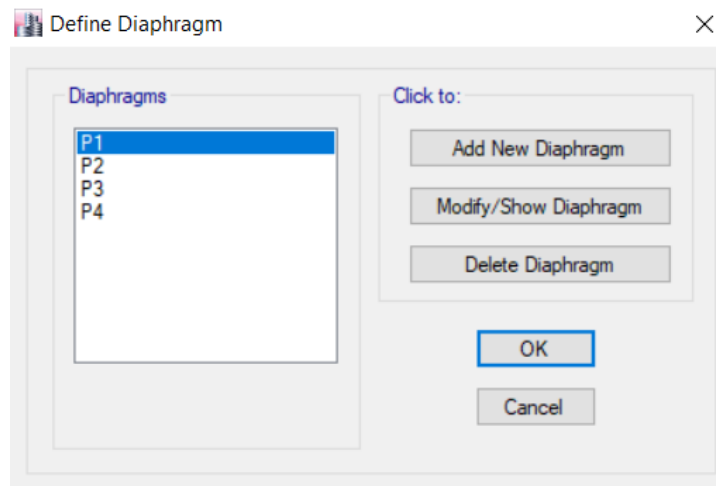 Define Diaphragm
Diaphragms
P1
P2
P3
P4
Click to:
Add New Diaphragm
Modify/Show Diaphragm
Delete Diaphragm
OK
Cancel